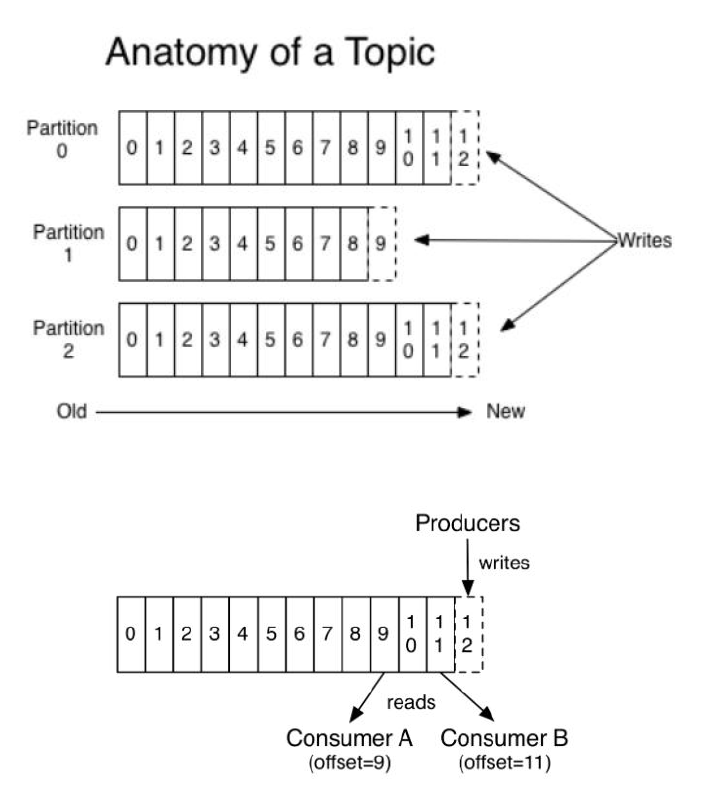 Anatomy of a Topic
Partition
0
0 1 2 3 4 5 6 7 8 9 10 11 12
Partition
1
0 1 2 3 4 5 6 7 8 9
Writes
Partition
2
0 1 2 3 4 5 6 7 8 9 10 11 12
Old New
Producers
writes
0 1 2 3 4 5 6 7 8 9 10 11 12
reads
Consumer A Consumer B
(offset=9) (offset=11)